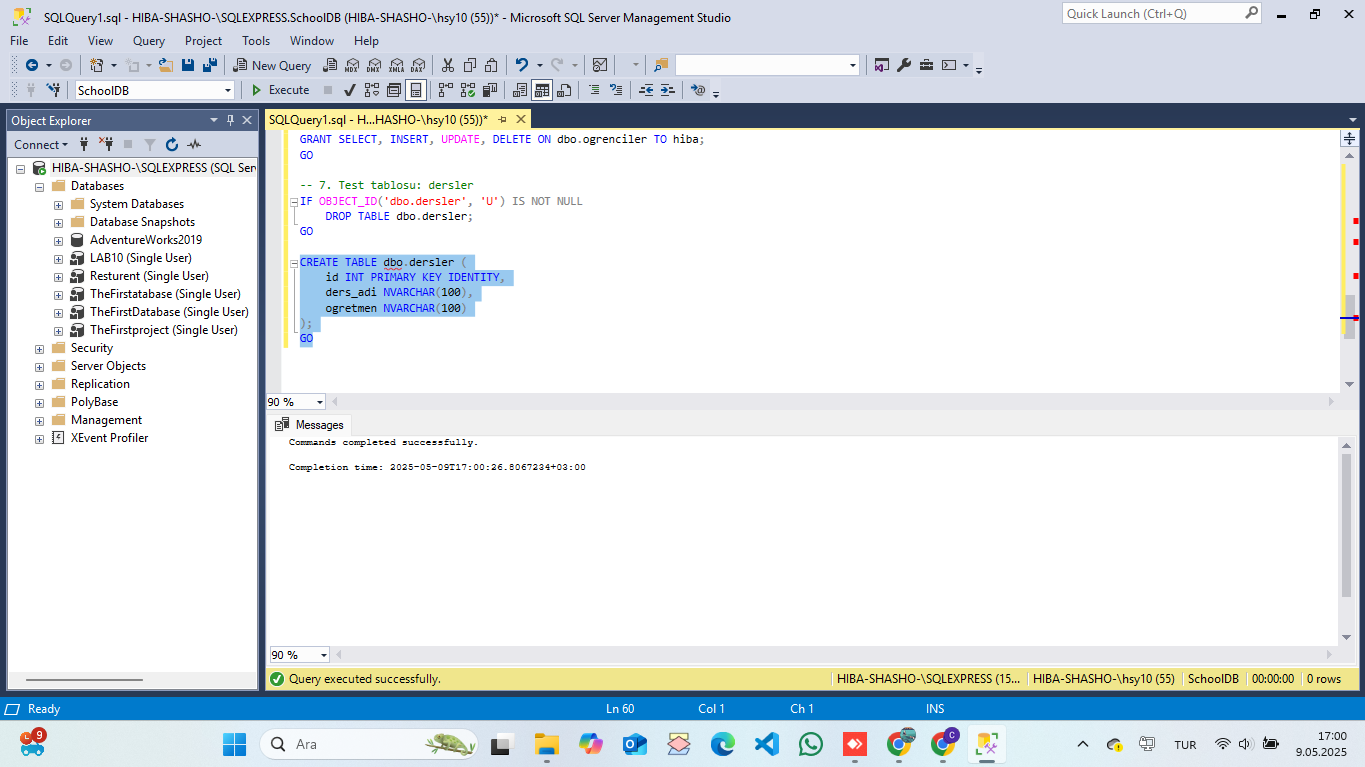 SQLQuery1.sql - HIBA-SHASHO-\SQLEXPRESS.SchoolDB (HIBA-SHASHO-\hsy10 (55))* - Microsoft SQL Server Management Studio
Quick Launch (Ctrl+Q)
File Edit View Query Project Tools Window Help
New Query
MDX DMX XMLA DAX
SchoolDB
Execute
Object Explorer
Connect
HIBA-SHASHO-\SQLEXPRESS (SQL Ser
Databases
System Databases
Database Snapshots
AdventureWorks2019
LAB10 (Single User)
Resturent (Single User)
TheFirstatabase (Single User)
TheFirstDatabase (Single User)
TheFirstproject (Single User)
Security
Server Objects
Replication
PolyBase
Management
XEvent Profiler
SQLQuery1.sql - H...HASHO-\hsy10 (55))*
GRANT SELECT, INSERT, UPDATE, DELETE ON dbo.ogrenciler TO hiba;
GO
-- 7. Test tablosu: dersler
IF OBJECT_ID('dbo.dersler', 'U') IS NOT NULL
DROP TABLE dbo.dersler;
GO
CREATE TABLE dbo.dersler (
id INT PRIMARY KEY IDENTITY,
ders_adi NVARCHAR(100),
ogretmen NVARCHAR(100)
);
GO
90 %
Messages
Commands completed successfully.
Completion time: 2025-05-09T17:00:26.8067234+03:00
90 %
Query executed successfully.
HIBA-SHASHO-\SQLEXPRESS (15... HIBA-SHASHO-\hsy10 (55) SchoolDB 00:00:00 0 rows
Ready
Ln 60 Col 1 Ch 1 INS
9
Ara
C
TUR
17:00
9.05.2025